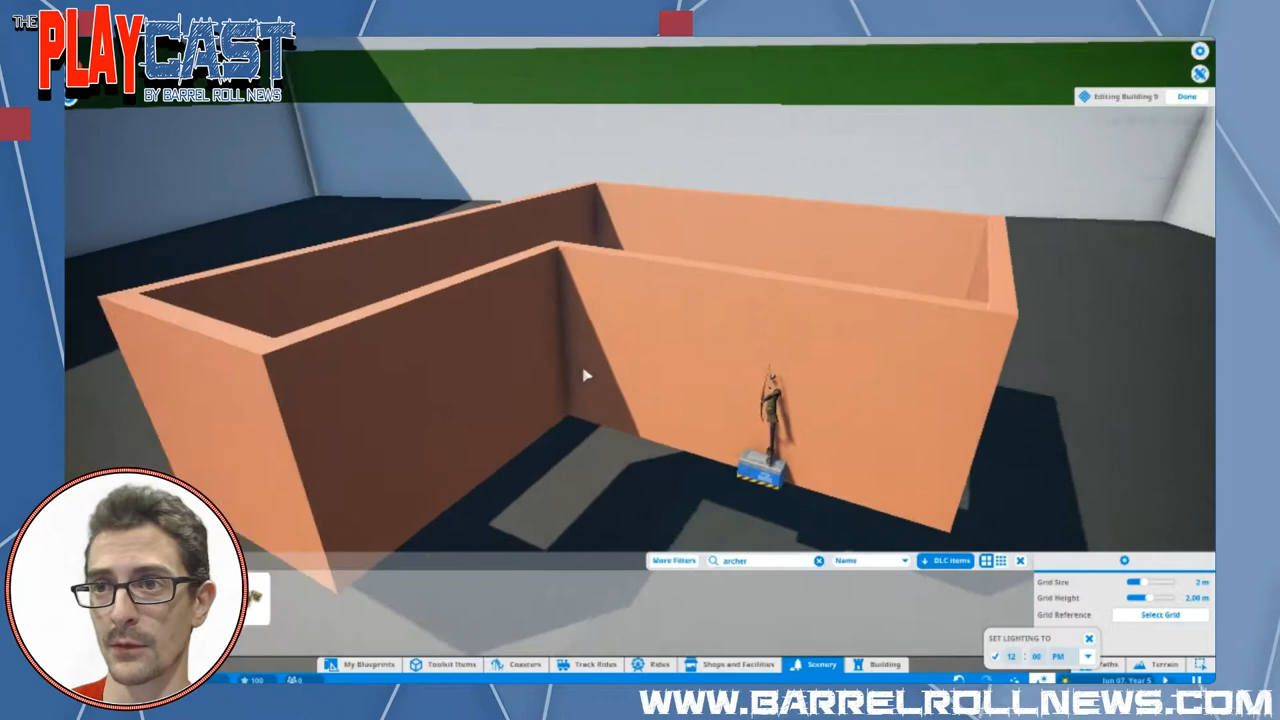 THE
PLAYCAST
BY BARREL ROLL NEWS
Editing Building 9 Done
More Filters archer Name DLC Items
Grid Size 2 m
Grid Height 2.00 m
Grid Reference Select Grid
SET LIGHTING TO
12 : 00 PM
My Blueprints Toolkit Items Coasters Track Rides Rides Shops and Facilities Scenery Building Paths Terrain
100 0 Jun 07, Year 5
WWW.BARRELROLLNEWS.COM